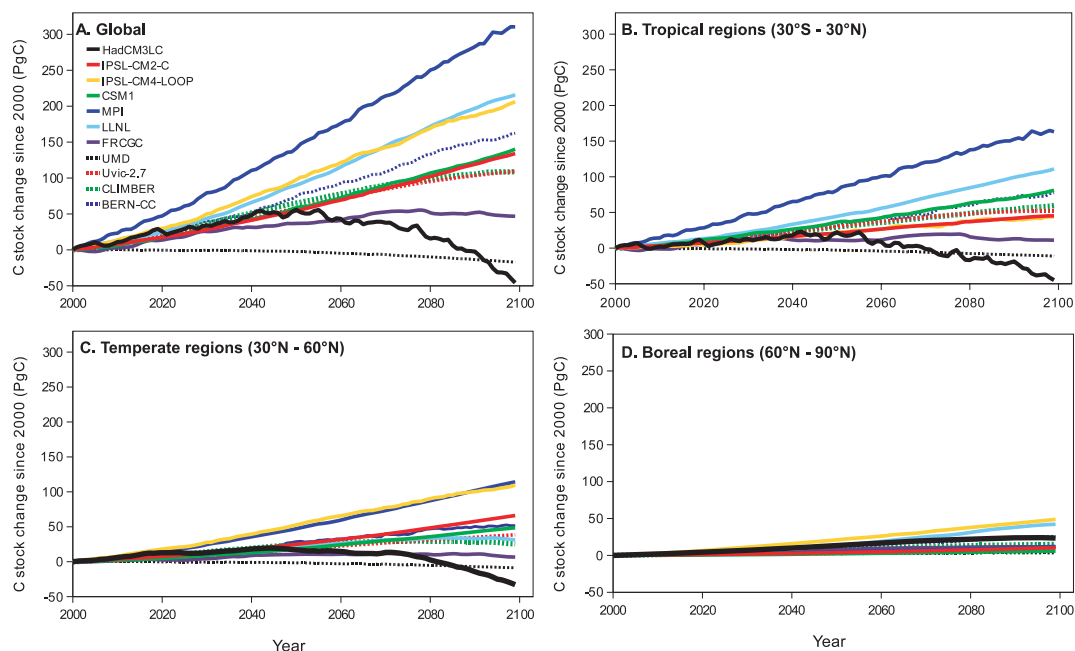 A. Global
HadCM3LC
IPSL-CM2-C
IPSL-CM4-LOOP
CSM1
MPI
LLNL
FRCGC
UMD
Uvic-2.7
CLIMBER
BERN-CC
C stock change since 2000 (PgC)
300
250
200
150
100
50
0
-50
2000 2020 2040 2060 2080 2100
B. Tropical regions (30°S - 30°N)
C stock change since 2000 (PgC)
300
250
200
150
100
50
0
-50
2000 2020 2040 2060 2080 2100
C. Temperate regions (30°N - 60°N)
C stock change since 2000 (PgC)
300
250
200
150
100
50
0
-50
2000 2020 2040 2060 2080 2100
Year
D. Boreal regions (60°N - 90°N)
C stock change since 2000 (PgC)
300
250
200
150
100
50
0
-50
2000 2020 2040 2060 2080 2100
Year